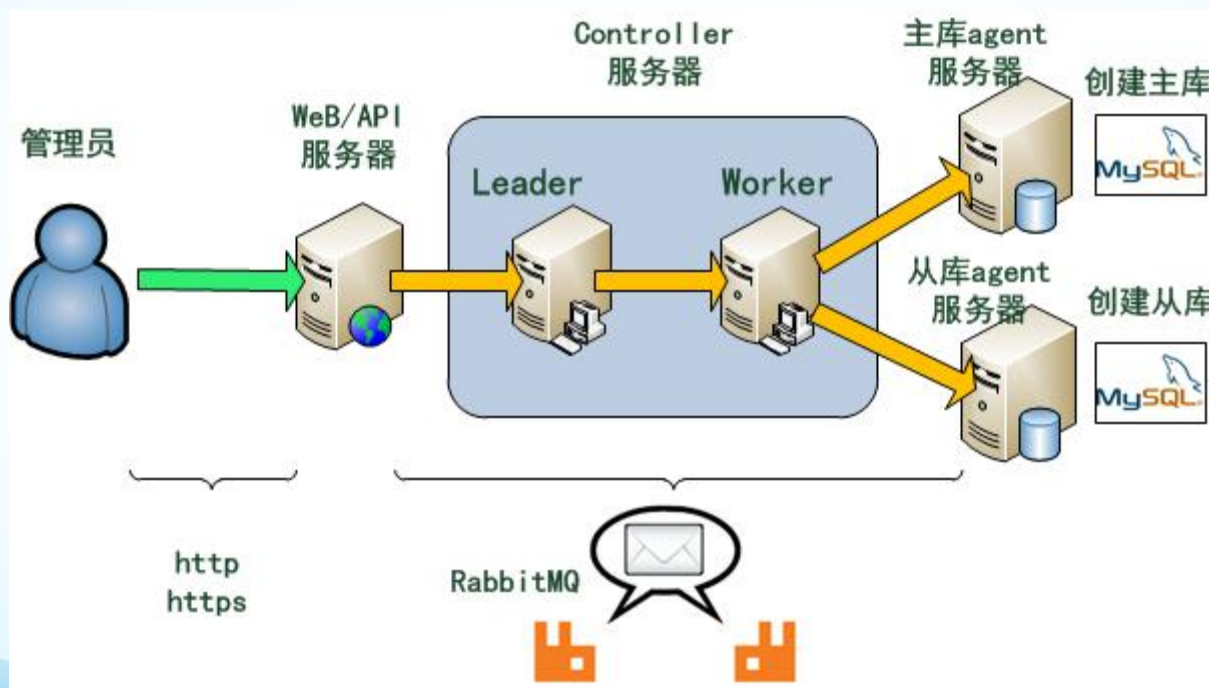 管理员
WeB/API
服务器
Controller
服务器
Leader
Worker
主库agent
服务器
创建主库
MySQL®
从库agent
服务器
创建从库
MySQL®
http
https
RabbitMQ